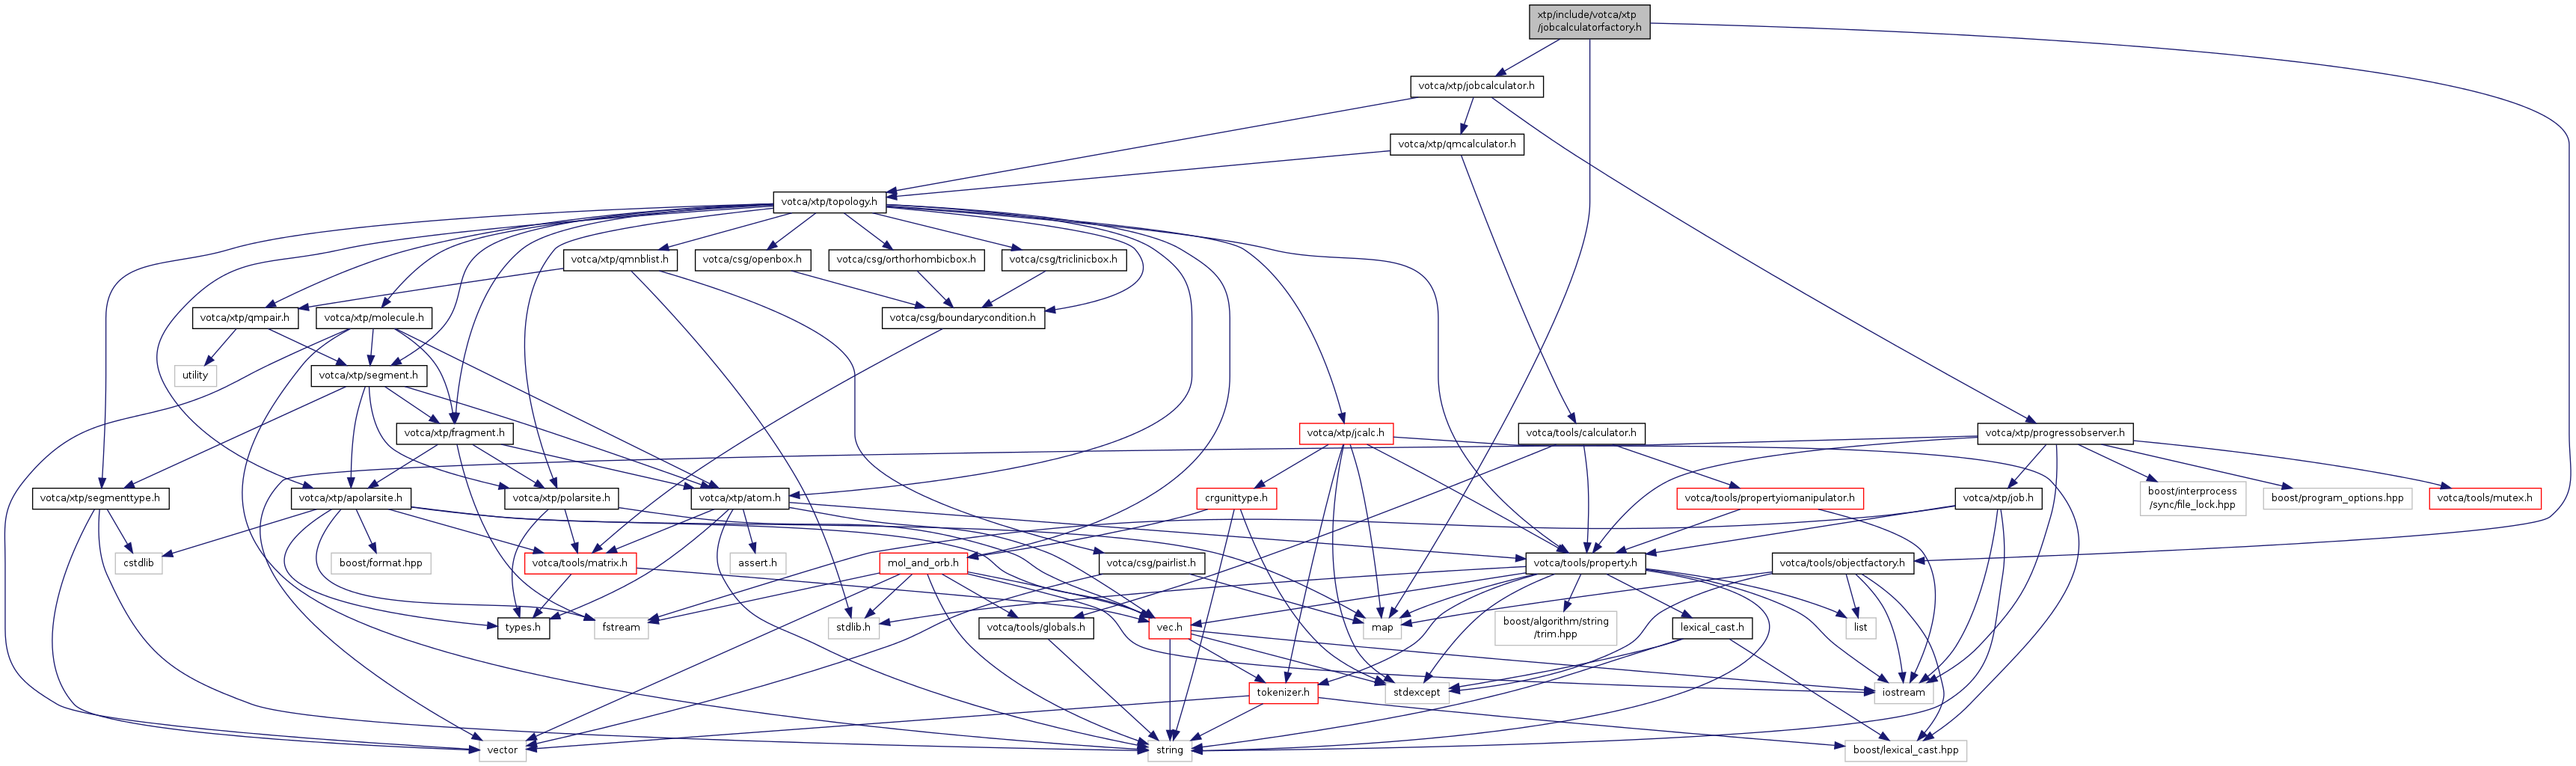 xtp/include/votca/xtp
/jobcalculatorfactory.h
votca/xtp/jobcalculator.h
votca/xtp/qmcalculator.h
votca/xtp/topology.h
votca/xtp/qmnblist.h
votca/csg/openbox.h
votca/csg/orthorhombicbox.h
votca/csg/triclinicbox.h
votca/xtp/qmpair.h
votca/xtp/molecule.h
votca/csg/boundarycondition.h
utility
votca/xtp/segment.h
votca/xtp/fragment.h
votca/xtp/jcalc.h
votca/tools/calculator.h
votca/xtp/progressobserver.h
votca/xtp/segmenttype.h
votca/xtp/apolarsite.h
votca/xtp/polarsite.h
votca/xtp/atom.h
crgunittype.h
votca/tools/propertyiomanipulator.h
votca/xtp/job.h
boost/interprocess
/sync/file_lock.hpp
boost/program_options.hpp
votca/tools/mutex.h
cstdlib
boost/format.hpp
votca/tools/matrix.h
assert.h
mol_and_orb.h
votca/csg/pairlist.h
votca/tools/property.h
votca/tools/objectfactory.h
types.h
fstream
stdlib.h
votca/tools/globals.h
vec.h
map
boost/algorithm/string
/trim.hpp
lexical_cast.h
list
tokenizer.h
stdexcept
iostream
vector
string
boost/lexical_cast.hpp